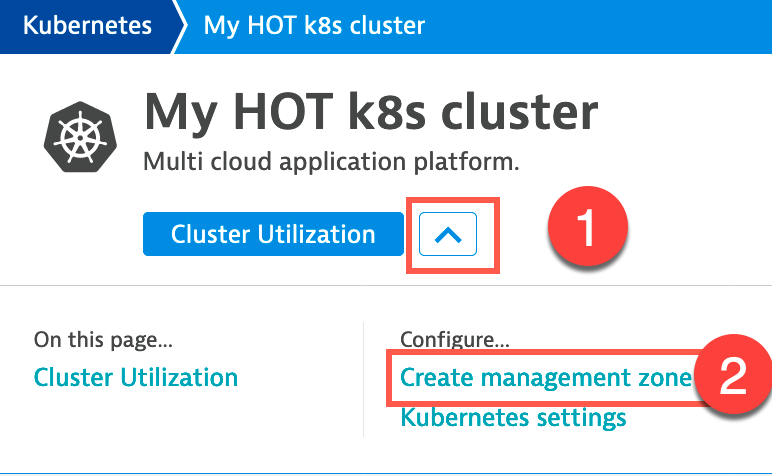 Kubernetes My HOT k8s cluster
My HOT k8s cluster
Multi cloud application platform.
Cluster Utilization
1
On this page...
Cluster Utilization
Configure...
Create management zone
2
Kubernetes settings